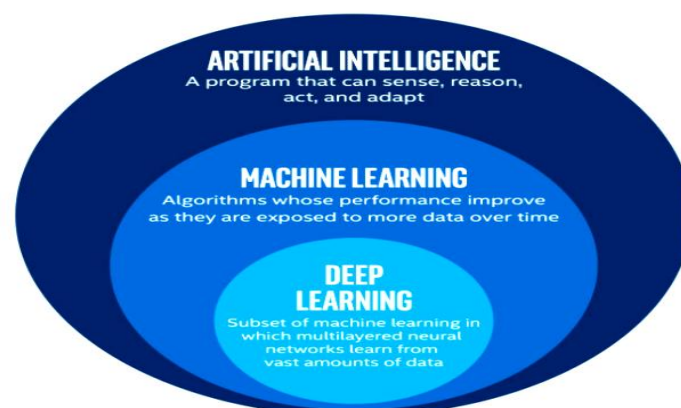 ARTIFICIAL INTELLIGENCE
A program that can sense, reason,
act, and adapt
MACHINE LEARNING
Algorithms whose performance improve
as they are exposed to more data over time
DEEP
LEARNING
Subset of machine learning in
which multilayered neural
networks learn from
vast amounts of data